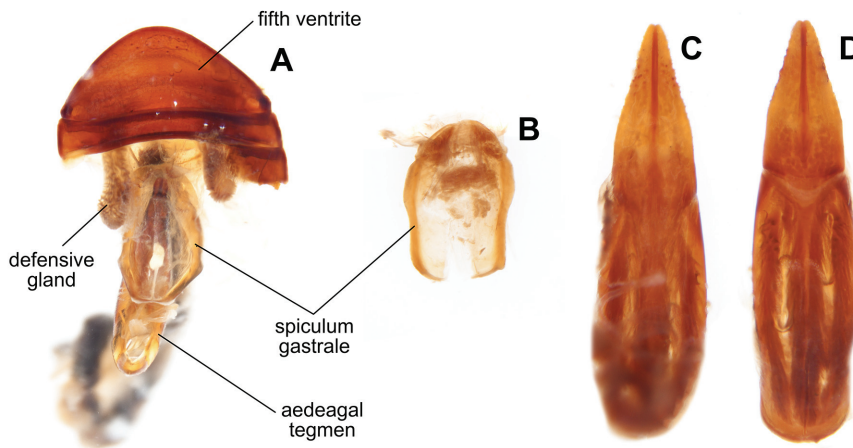 fifth ventrite
A
B
C
D
defensive
gland
spiculum
gastrale
aedeagal
tegmen